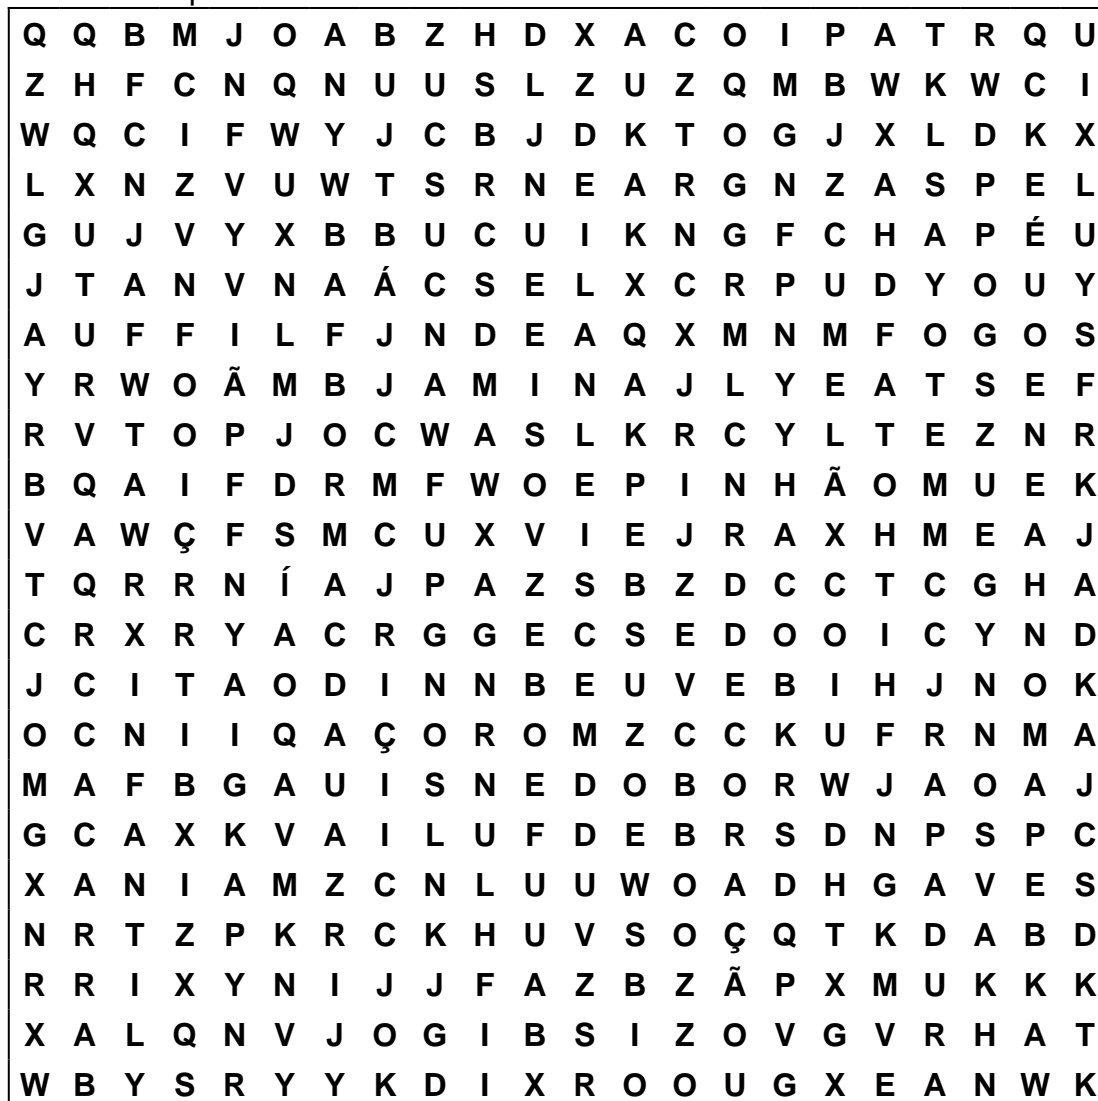 Q Q B M J O A B Z H D X A C O I P A T R Q U
Z H F C N Q N U U S L Z U Z Q M B W K W C I
W Q C I F W Y J C B J D K T O G J X L D K X
L X N Z V U W T S R N E A R G N Z A S P E L
G U J V Y X B B U C U I K N G F C H A P É U
J T A N V N A Á C S E L X C R P U D Y O U Y
A U F F I L F J N D E A Q X M N M F O G O S
Y R W O Ã M B J A M I N A J L Y E A T S E F
R V T O P J O C W A S L K R C Y L T E Z N R
B Q A I F D R M F W O E P I N H Ã O M U E K
V A W Ç F S M C U X V I E J R A X H M E A J
T Q R R N Í A J P A Z S B Z D C C T C G H A
C R X R Y A C R G G E C S E D O O I C Y N D
J C I T A O D I N N B E U V E B I H J N O K
O C N I I Q A Ç O R O M Z C C K U F R N M A
M A F B G A U I S N E D O B O R W J A O A J
G C A X K V A I L U F D E B R S D N P S P C
X A N I A M Z C N L U U W O A D H G A V E S
N R T Z P K R C K H U V S O Ç Q T K D A B D
R R I X Y N I J J F A Z B Z Ã P X M U K K K
X A L Q N V J O G I B S I Z O V G V R H A T
W B Y S R Y Y K D I X R O O U G X E A N W K